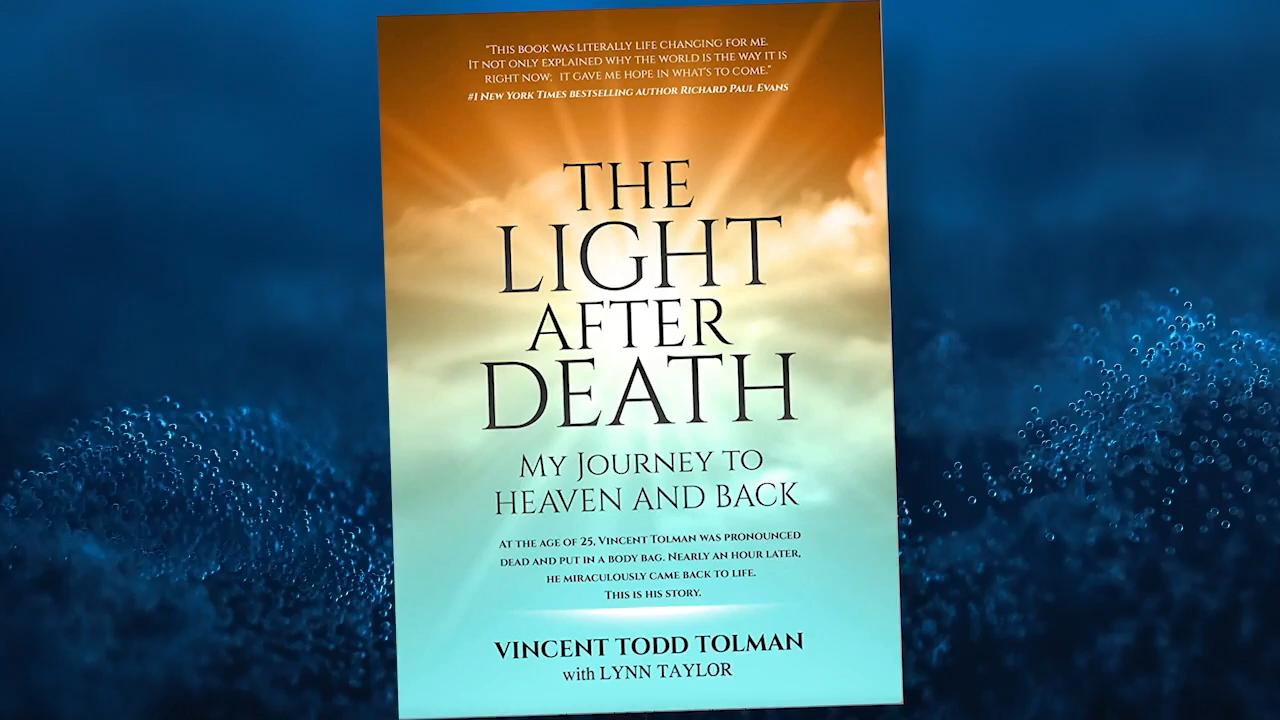 "This book was literally life changing for me.
It not only explained why the world is the way it is
right now; it gave me hope in what's to come."
#1 New York Times bestselling author Richard Paul Evans
THE
LIGHT
AFTER
DEATH
My Journey to
Heaven and Back
At the age of 25, Vincent Tolman was pronounced
dead and put in a body bag. Nearly an hour later,
he miraculously came back to life.
This is his story.
VINCENT TODD TOLMAN
with LYNN TAYLOR